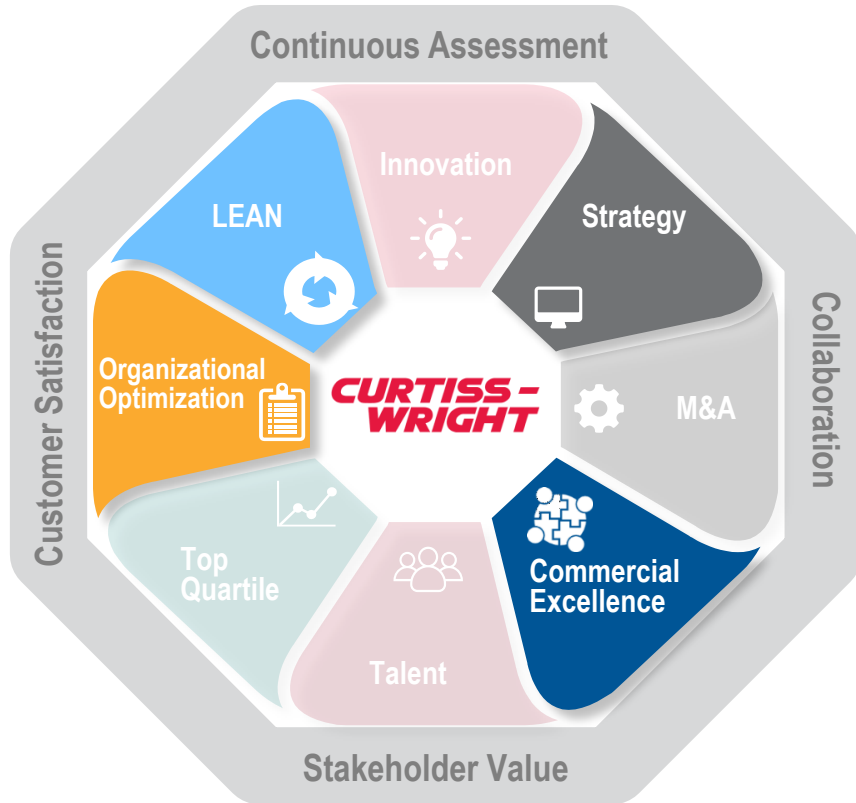 Continuous Assessment
Innovation
LEAN
Strategy
Customer Satisfaction
Collaboration
Organizational
Optimization
CURTISS-
WRIGHT
M&A
Top
Quartile
Commercial
Excellence
Talent
Stakeholder Value